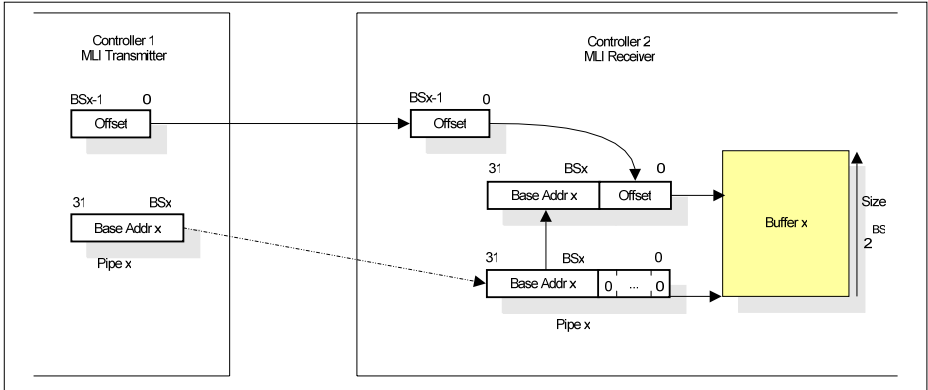 Controller 1
MLI Transmitter
Controller 2
MLI Receiver
BSx-1 0
Offset
BSx-1 0
Offset
31 BSx 0
Base Addr x Offset
31 BSx
Base Addr x
Pipe x
31 BSx 0
Base Addr x 0 ... 0
Pipe x
Buffer x
Size
2 BS